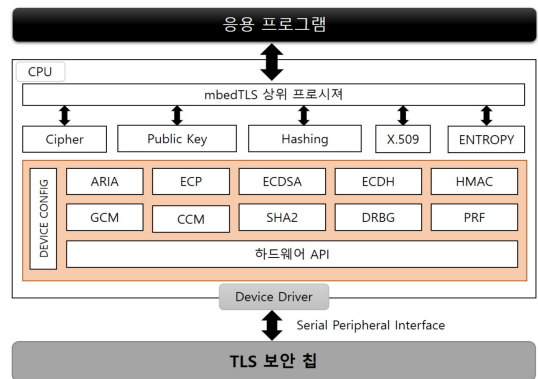 응용 프로그램
CPU
mbedTLS 상위 프로시져
Cipher
Public Key
Hashing
X.509
ENTROPY
DEVICE CONFIG
ARIA
ECP
ECDSA
ECDH
HMAC
GCM
CCM
SHA2
DRBG
PRF
하드웨어 API
Device Driver
Serial Peripheral Interface
TLS 보안 칩